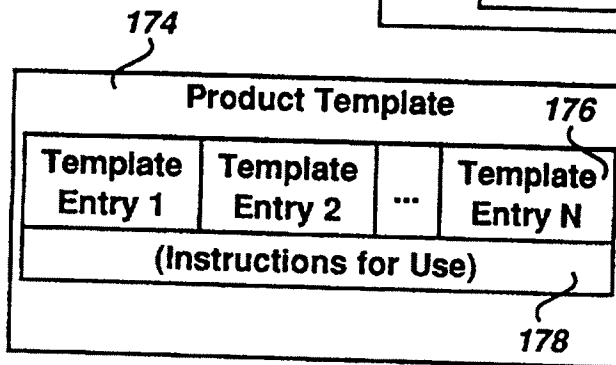 174
Product Template 176
Template Template ... Template
Entry 1 Entry 2 Entry N
(Instructions for Use)
178